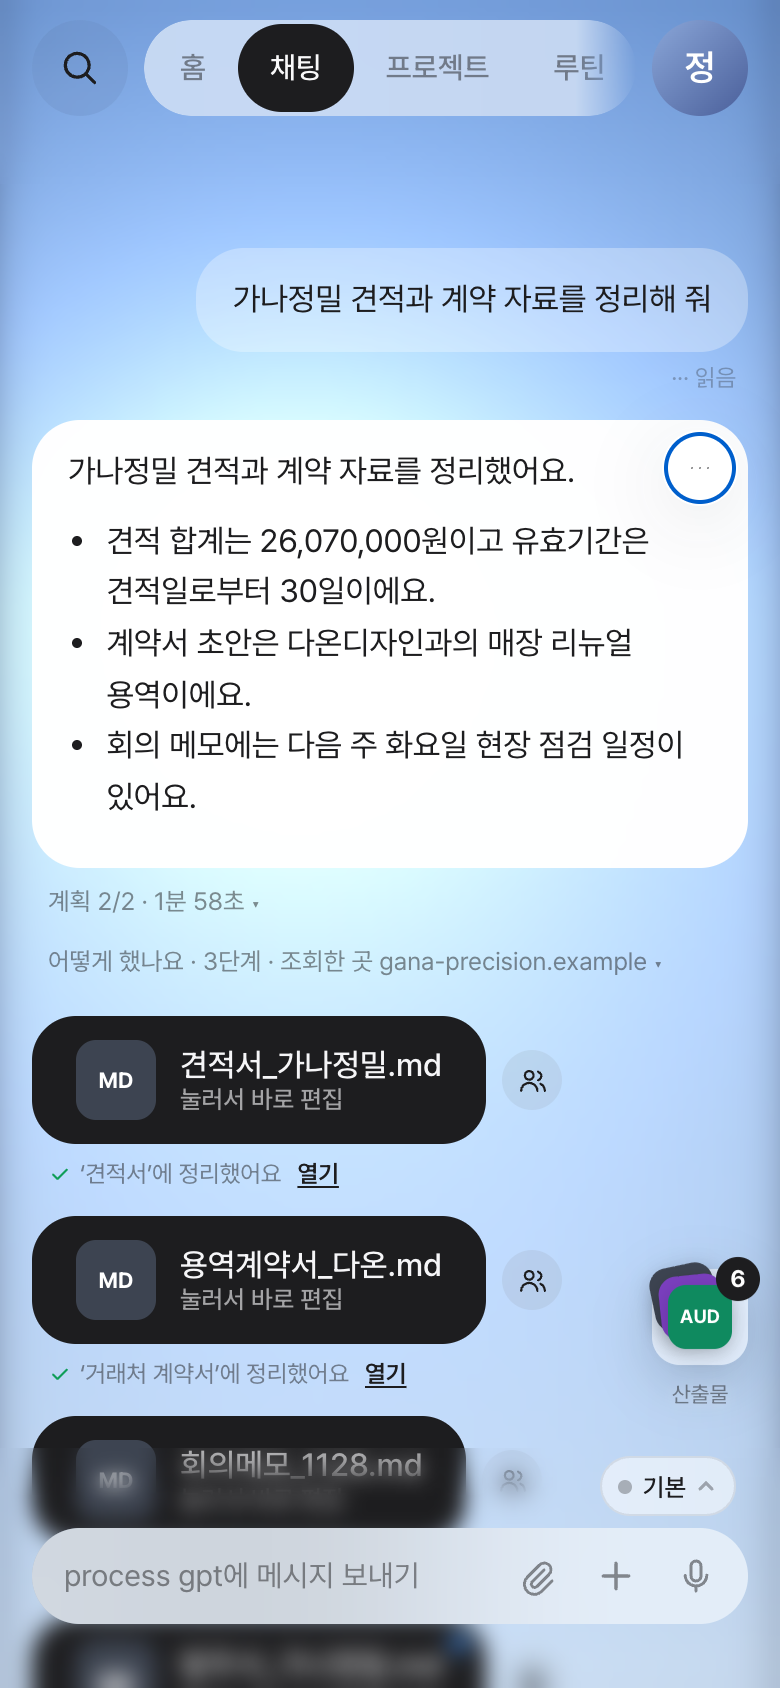 홈
채팅
프로젝트
루틴
정
가나정밀 견적과 계약 자료를 정리해 줘
··· 읽음
가나정밀 견적과 계약 자료를 정리했어요.
···
• 견적 합계는 26,070,000원이고 유효기간은
견적일로부터 30일이에요.
• 계약서 초안은 다온디자인과의 매장 리뉴얼
용역이에요.
• 회의 메모에는 다음 주 화요일 현장 점검 일정이
있어요.
계획 2/2 · 1분 58초 ▾
어떻게 했나요 · 3단계 · 조회한 곳 gana-precision.example ▾
MD
견적서_가나정밀.md
눌러서 바로 편집
✓ ‘견적서’에 정리했어요 열기
MD
용역계약서_다온.md
눌러서 바로 편집
6
AUD
산출물
✓ ‘거래처 계약서’에 정리했어요 열기
MD
회의메모_1128.md
기본
process gpt에 메시지 보내기